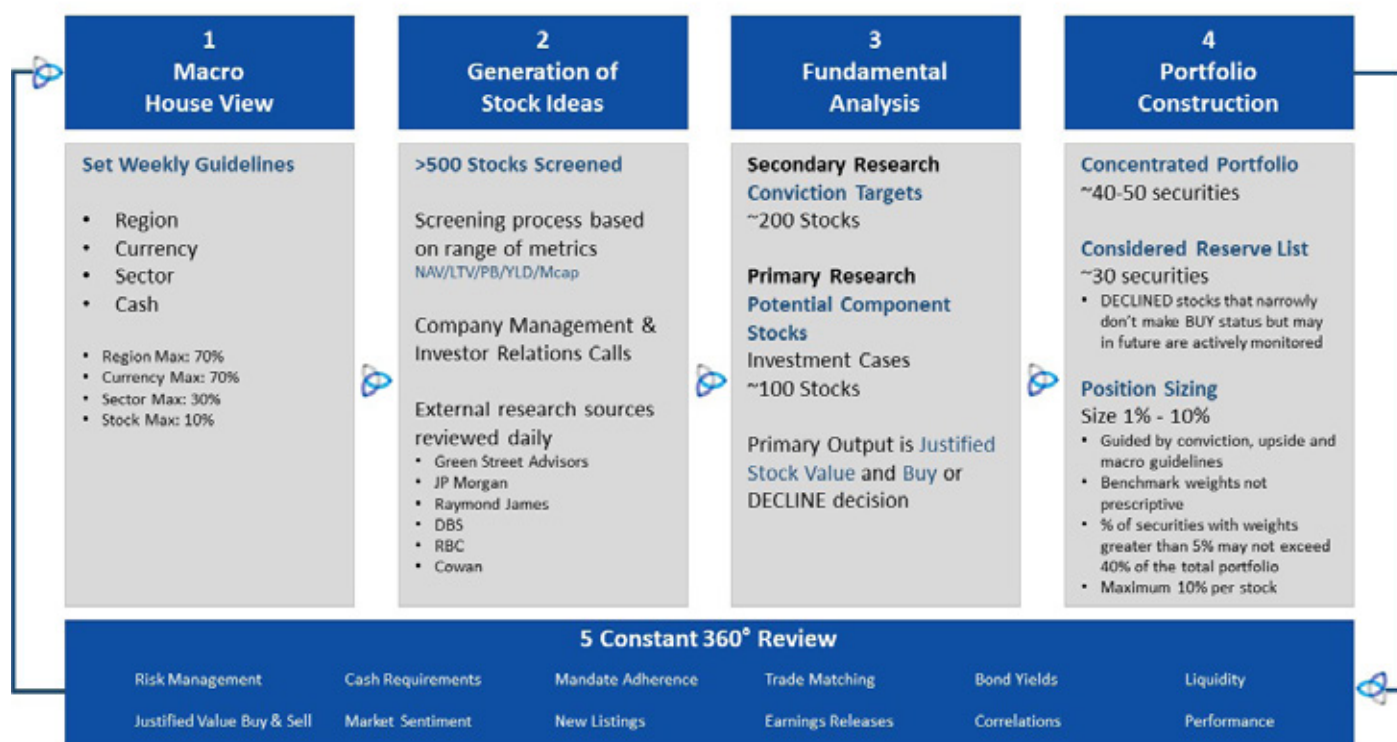 1
Macro
House View
Set Weekly Guidelines
• Region
• Currency
• Sector
• Cash
• Region Max: 70%
• Currency Max: 70%
• Sector Max: 30%
• Stock Max: 10%
2
Generation of
Stock Ideas
>500 Stocks Screened
Screening process based
on range of metrics
NAV/LTV/PB/YLD/Mcap
Company Management &
Investor Relations Calls
External research sources
reviewed daily
• Green Street Advisors
• JP Morgan
• Raymond James
• DBS
• RBC
• Cowan
3
Fundamental
Analysis
Secondary Research
Conviction Targets
~200 Stocks
Primary Research
Potential Component
Stocks
Investment Cases
~100 Stocks
Primary Output is Justified
Stock Value and Buy or
DECLINE decision
4
Portfolio
Construction
Concentrated Portfolio
~40-50 securities
Considered Reserve List
~30 securities
• DECLINED stocks that narrowly
don't make BUY status but may
in future are actively monitored
Position Sizing
Size 1% - 10%
• Guided by conviction, upside and
macro guidelines
• Benchmark weights not
prescriptive
• % of securities with weights
greater than 5% may not exceed
40% of the total portfolio
• Maximum 10% per stock
5 Constant 360° Review
Risk Management Cash Requirements Mandate Adherence Trade Matching Bond Yields Liquidity
Justified Value Buy & Sell Market Sentiment New Listings Earnings Releases Correlations Performance